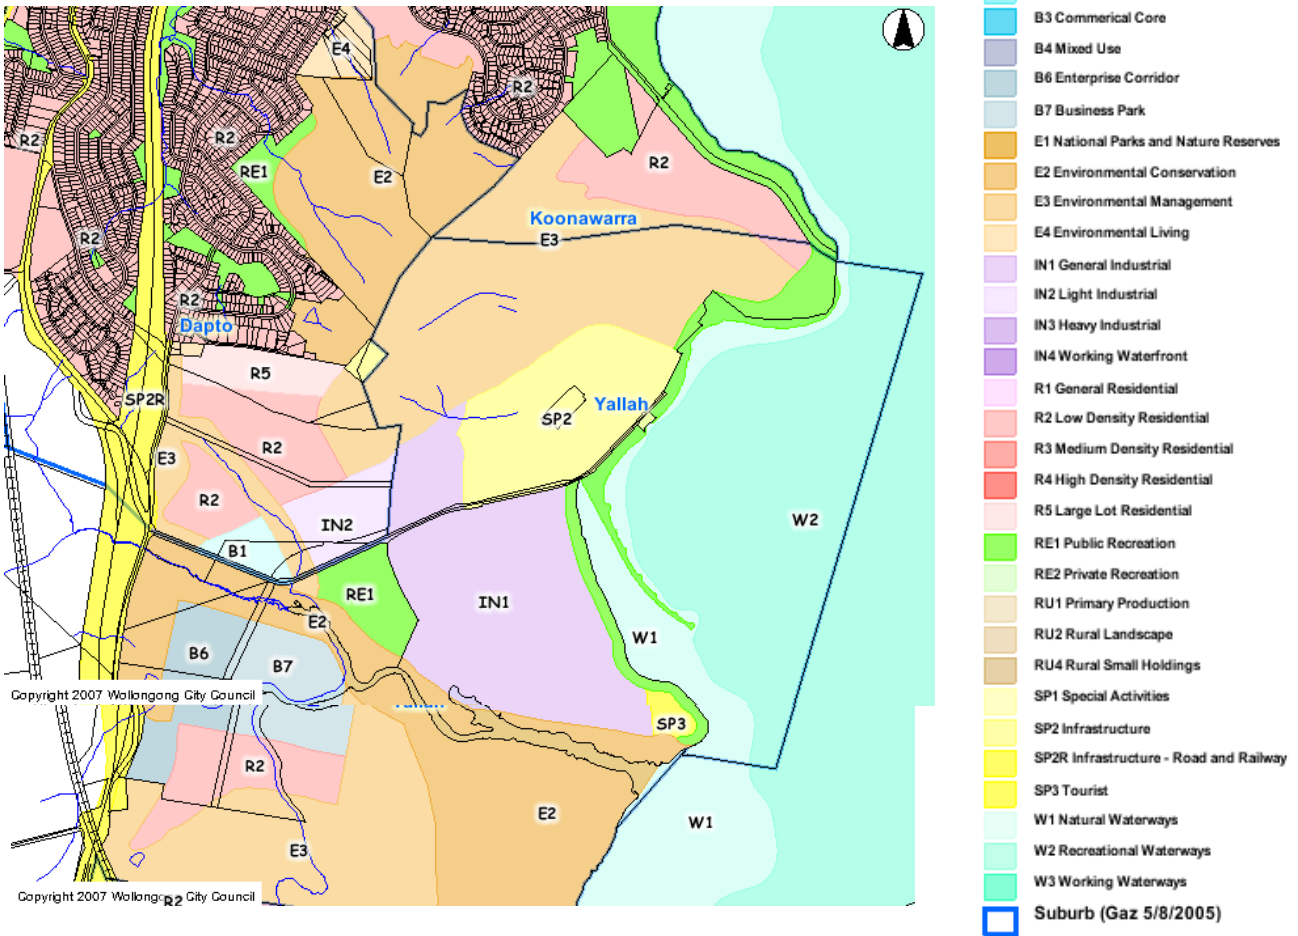 E4
R2
R2
R2
RE1
E2
R2
Koonawarra
E3
R2
R2
Dapto
R5
SP2R
SP2
Yallah
R2
E3
R2
IN2
B1
W2
RE1
IN1
E2
W1
B6
B7
Copyright 2007 Wollongong City Council
SP3
R2
E2
W1
E3
Copyright 2007 Wollongong City Council
R2
B3 Commerical Core
B4 Mixed Use
B6 Enterprise Corridor
B7 Business Park
E1 National Parks and Nature Reserves
E2 Environmental Conservation
E3 Environmental Management
E4 Environmental Living
IN1 General Industrial
IN2 Light Industrial
IN3 Heavy Industrial
IN4 Working Waterfront
R1 General Residential
R2 Low Density Residential
R3 Medium Density Residential
R4 High Density Residential
R5 Large Lot Residential
RE1 Public Recreation
RE2 Private Recreation
RU1 Primary Production
RU2 Rural Landscape
RU4 Rural Small Holdings
SP1 Special Activities
SP2 Infrastructure
SP2R Infrastructure - Road and Railway
SP3 Tourist
W1 Natural Waterways
W2 Recreational Waterways
W3 Working Waterways
Suburb (Gaz 5/8/2005)